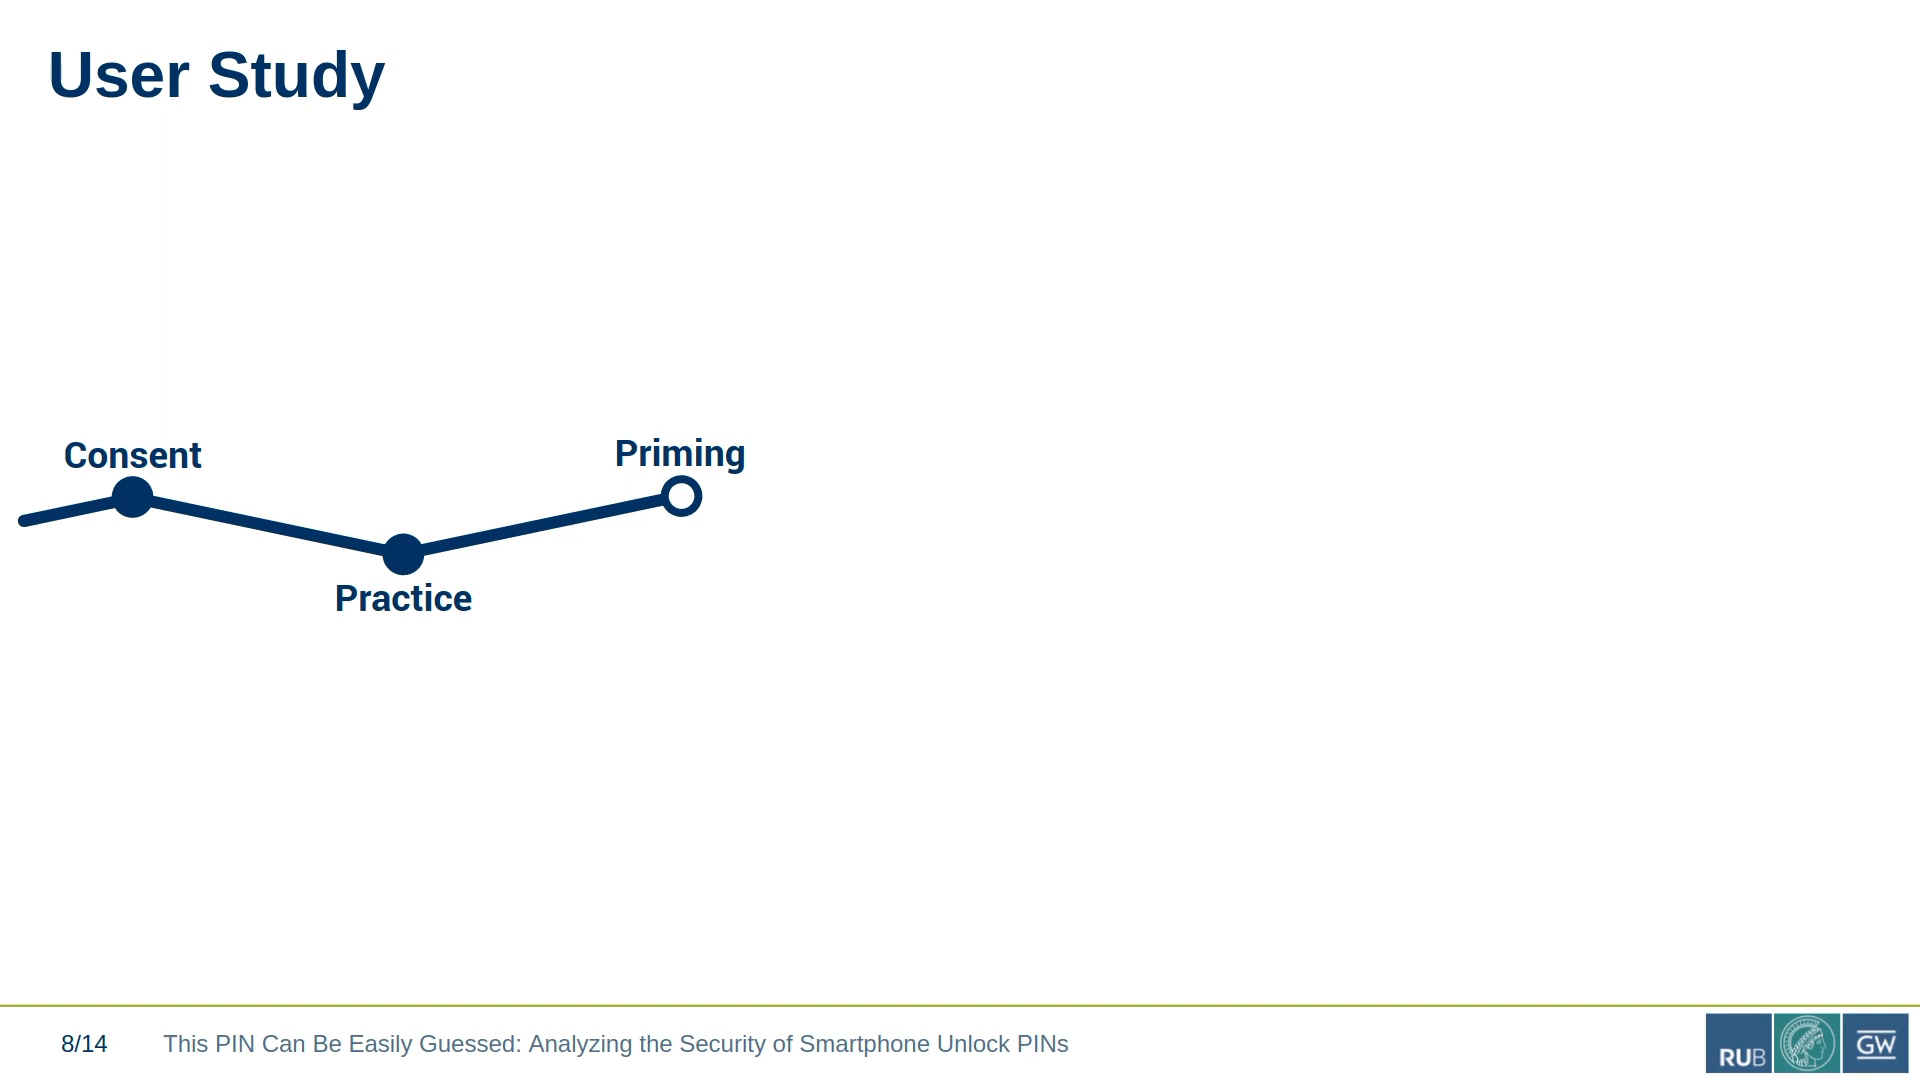 User Study
Consent
Priming
Practice
8/14
This PIN Can Be Easily Guessed: Analyzing the Security of Smartphone Unlock PINs
RUB
GW